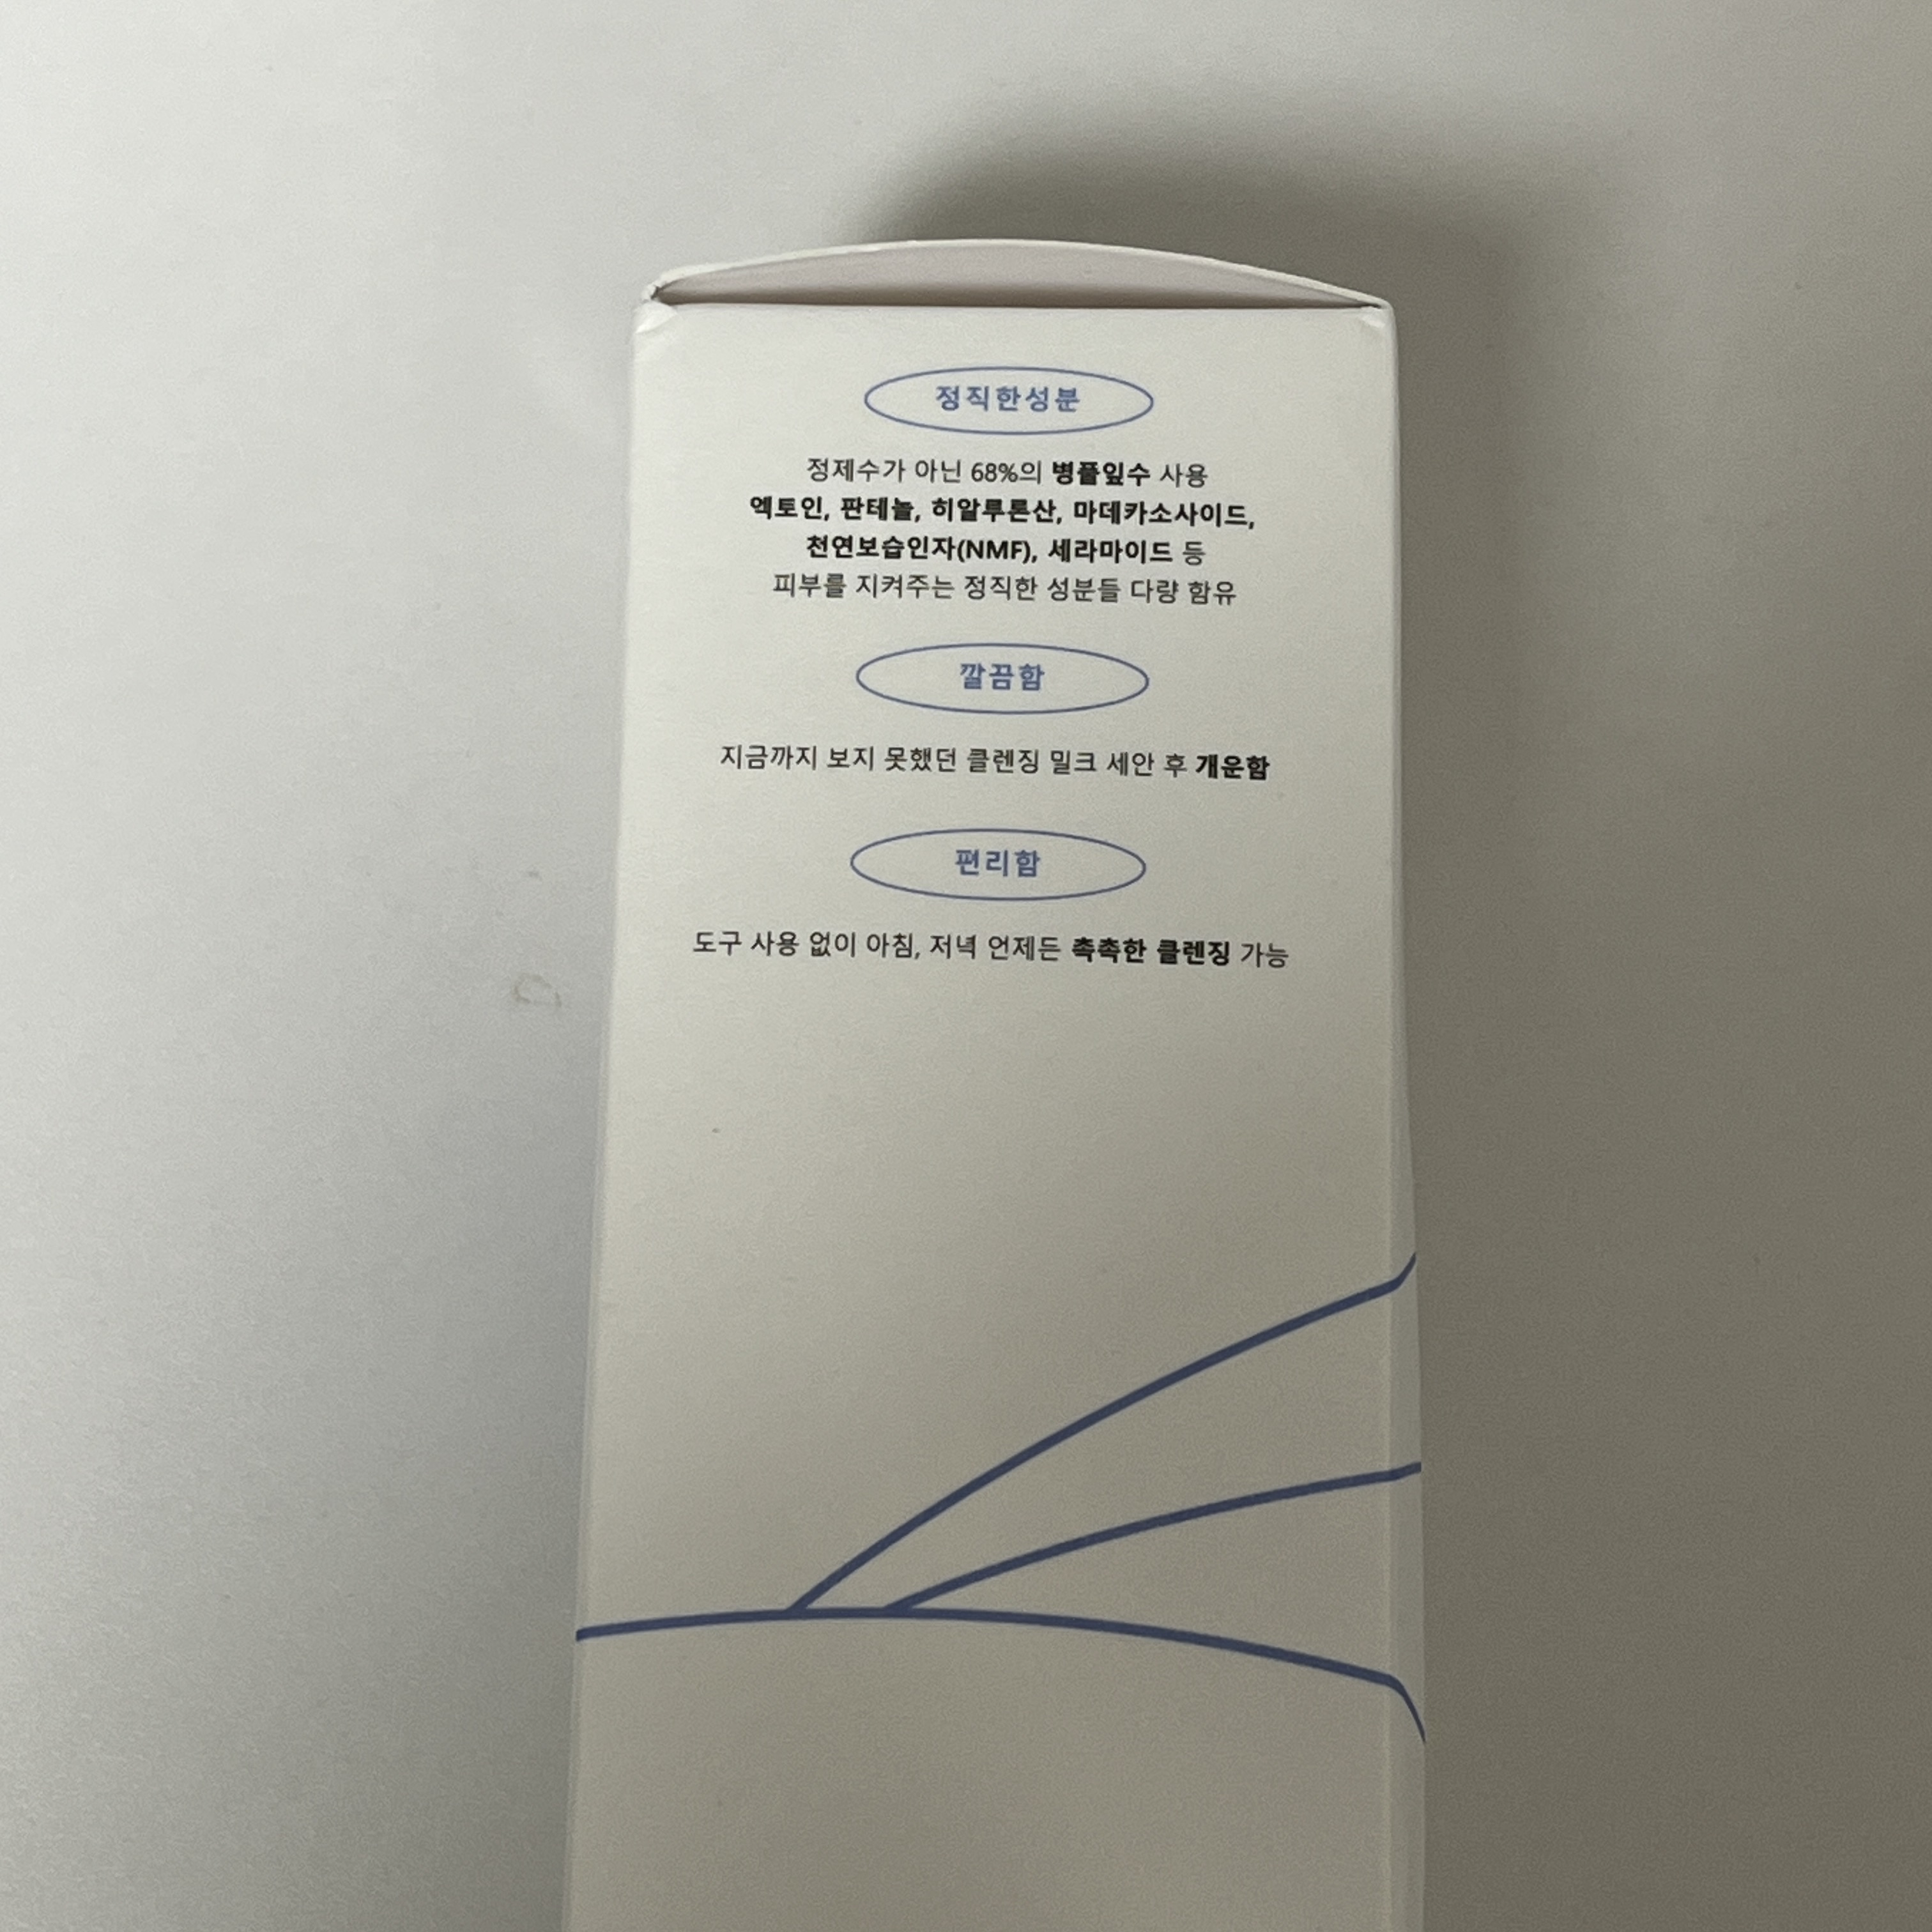 정직한성분
정제수가 아닌 68%의 병풀잎수 사용
엑토인, 판테놀, 히알루론산, 마데카소사이드,
천연보습인자(NMF), 세라마이드 등
피부를 지켜주는 정직한 성분들 다량 함유
깔끔함
지금까지 보지 못했던 클렌징 밀크 세안 후 개운함
편리함
도구 사용 없이 아침, 저녁 언제든 촉촉한 클렌징 가능